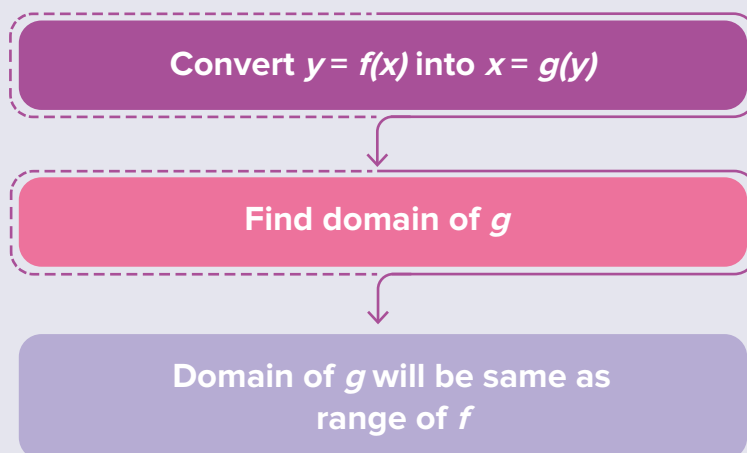 Convert y = f(x) into x = g(y)
Find domain of g
Domain of g will be same as
range of f